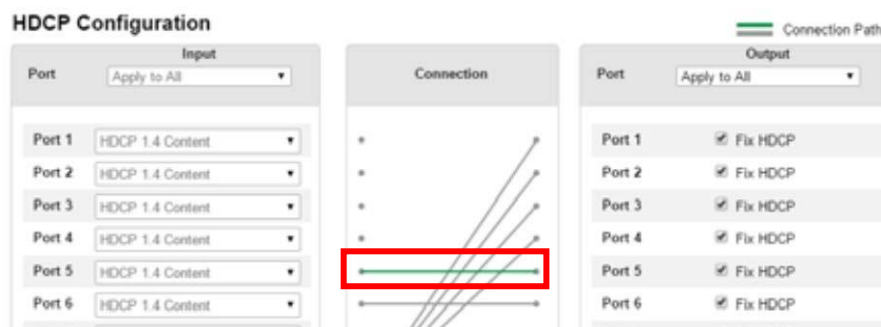 HDCP Configuration
Connection Path
Input
Port Apply to All
Connection
Output
Port Apply to All
Port 1 HDCP 1.4 Content
Port 2 HDCP 1.4 Content
Port 3 HDCP 1.4 Content
Port 4 HDCP 1.4 Content
Port 5 HDCP 1.4 Content
Port 6 HDCP 1.4 Content
Port 1 Fix HDCP
Port 2 Fix HDCP
Port 3 Fix HDCP
Port 4 Fix HDCP
Port 5 Fix HDCP
Port 6 Fix HDCP